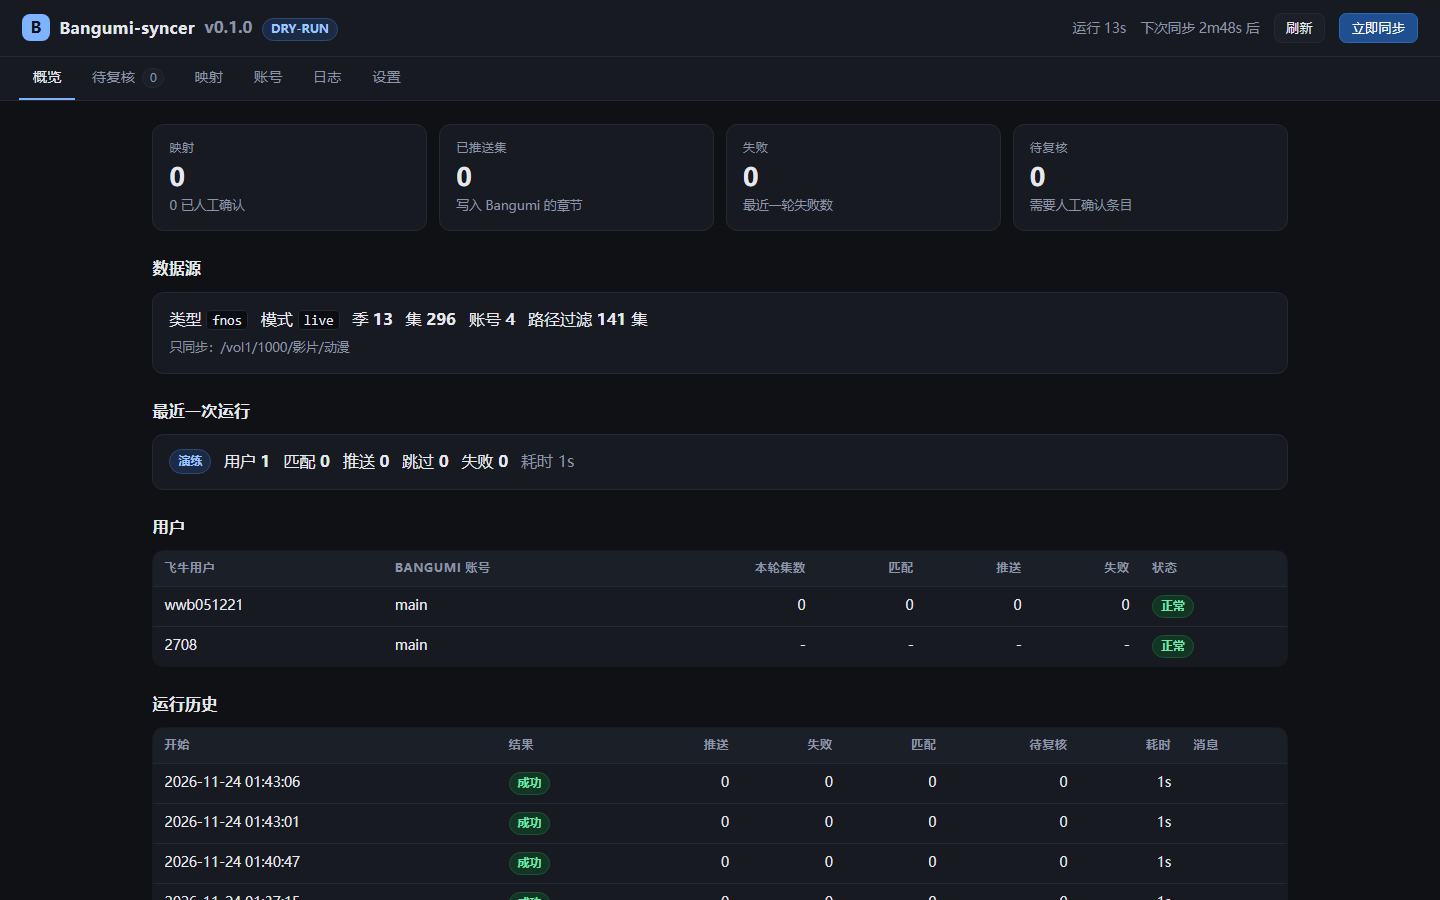 B Bangumi-syncer v0.1.0 DRY-RUN 运行 13s 下次同步 2m48s 后 刷新 立即同步
概览 待复核 0 映射 账号 日志 设置
映射 已推送集 失败 待复核
0 0 0 0
0 已人工确认 写入 Bangumi 的章节 最近一轮失败数 需要人工确认条目
数据源
类型 fnos 模式 live 季 13 集 296 账号 4 路径过滤 141 集
只同步：/vol1/1000/影片/动漫
最近一次运行
演练 用户 1 匹配 0 推送 0 跳过 0 失败 0 耗时 1s
用户
飞牛用户 BANGUMI 账号 本轮集数 匹配 推送 失败 状态
wwb051221 main 0 0 0 0 正常
2708 main - - - - 正常
运行历史
开始 结果 推送 失败 匹配 待复核 耗时 消息
2026-11-24 01:43:06 成功 0 0 0 0 1s
2026-11-24 01:43:01 成功 0 0 0 0 1s
2026-11-24 01:40:47 成功 0 0 0 0 1s